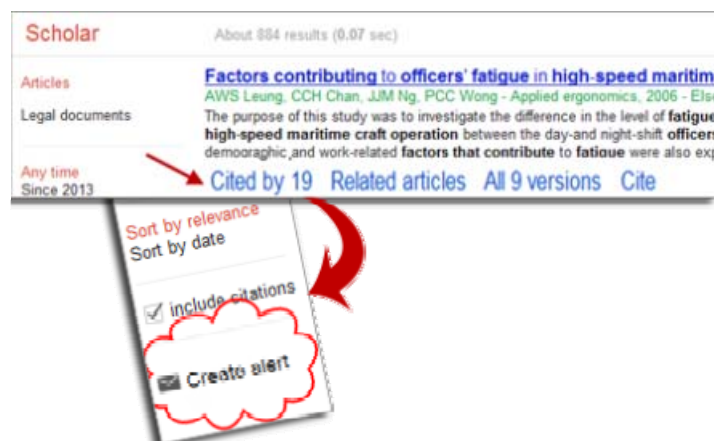 Scholar
About 884 results (0.07 sec)
Articles
Legal documents
Any time
Since 2013
Factors contributing to officers' fatigue in high-speed maritim
AWS Leung, CCH Chan, JJM Ng, PCC Wong - Applied ergonomics, 2006 - Else
The purpose of this study was to investigate the difference in the level of fatigue
high-speed maritime craft operation between the day-and night-shift officers
demographic and work-related factors that contribute to fatigue were also exp
Cited by 19 Related articles All 9 versions Cite
Sort by relevance
Sort by date
include citations
Create alert